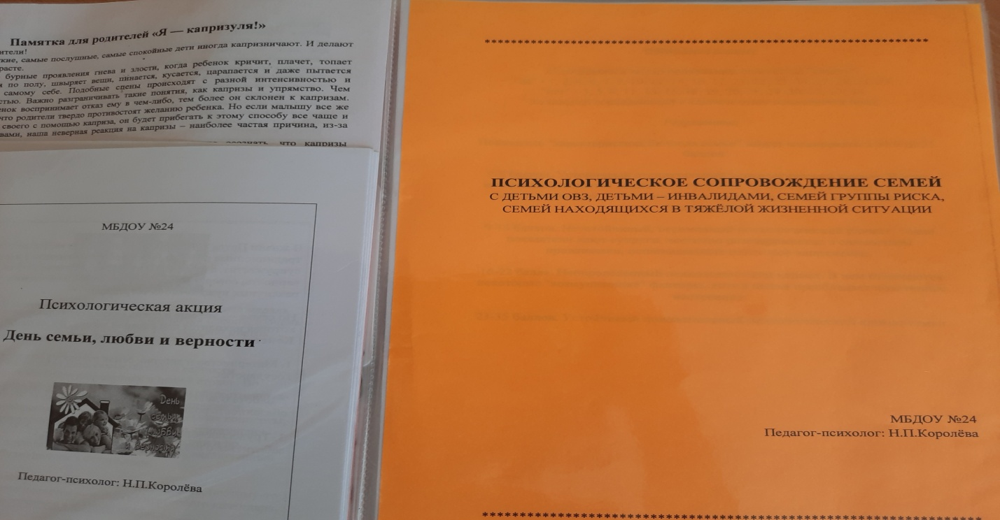 Памятка для родителей «Я — капризуля!»
ители!
кие, самые послушные, самые спокойные дети иногда капризничают. И делают
расте.
бурные проявления гнева и злости, когда ребенок кричит, плачет, топает
я по полу, швыряет вещи, пинается, кусается, царапается и даже пытается
самому себе. Подобные сцены происходят с разной интенсивностью и
стью. Важно разграничивать такие понятия, как капризы и упрямство. Чем
енок воспринимает отказ ему в чем-либо, тем более он склонен к капризам.
что родители твердо противостоят желанию ребенка. Но если малышу все же
своего с помощью каприза, он будет прибегать к этому способу все чаще и
вами, наша неверная реакция на капризы – наиболее частая причина, из-за
что капризы
МБДОУ №24
Психологическая акция
День семьи, любви и верности
День
семьи
любви
верности
Педагог-психолог: Н.П.Королёва
ПСИХОЛОГИЧЕСКОЕ СОПРОВОЖДЕНИЕ СЕМЕЙ
С ДЕТЬМИ ОВЗ, ДЕТЬМИ – ИНВАЛИДАМИ, СЕМЕЙ ГРУППЫ РИСКА,
СЕМЕЙ НАХОДЯЩИХСЯ В ТЯЖЁЛОЙ ЖИЗНЕННОЙ СИТУАЦИИ
МБДОУ №24
Педагог-психолог: Н.П.Королёва